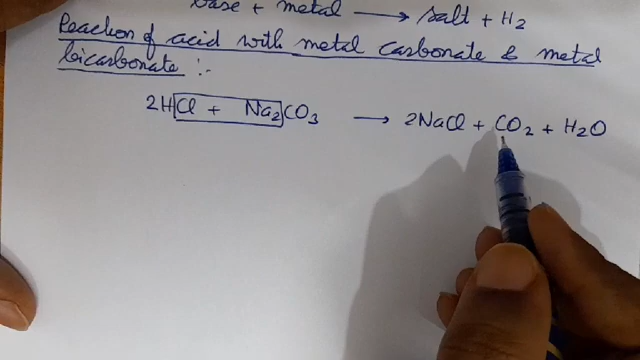 base + metal → salt + H₂
Reaction of acid with metal carbonate & metal
bicarbonate :-
2HCl + Na₂CO₃ → 2NaCl + CO₂ + H₂O